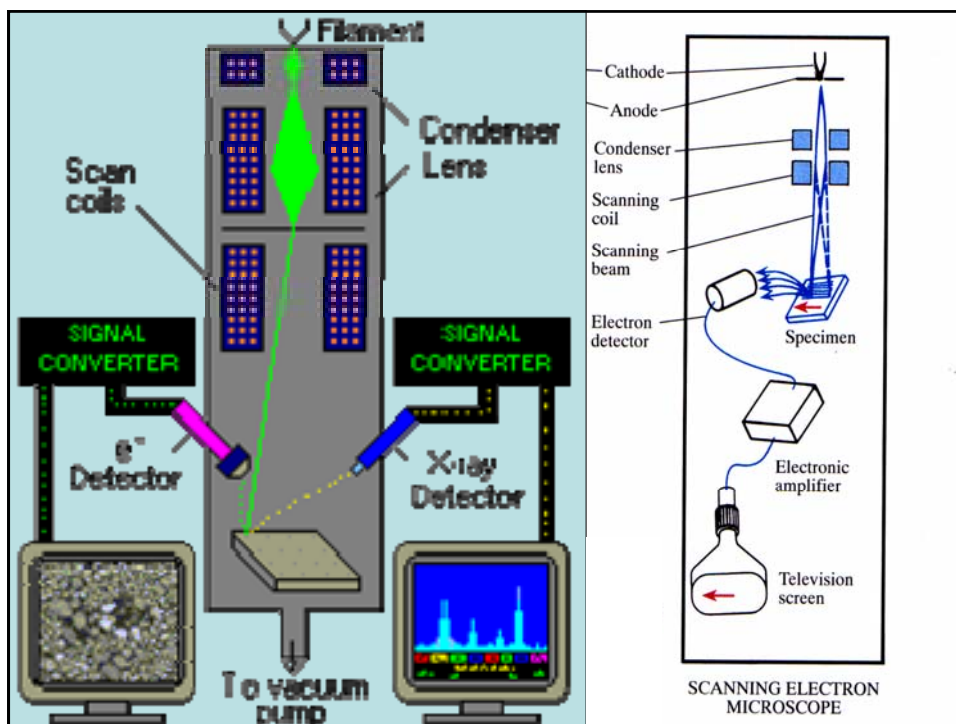 Filament
Condenser
Lens
Scan
coils
SIGNAL
CONVERTER
SIGNAL
CONVERTER
e-
Detector
X-ray
Detector
To vacuum
pump
Cathode
Anode
Condenser
lens
Scanning
coil
Scanning
beam
Electron
detector
Specimen
Electronic
amplifier
Television
screen
SCANNING ELECTRON
MICROSCOPE